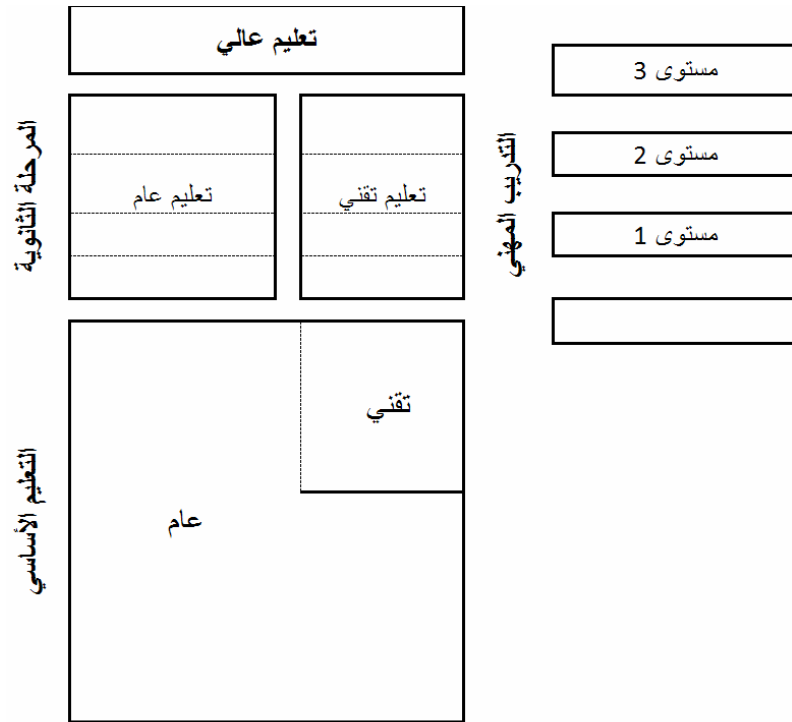 تعليم عالي
مستوى 3
المرحلة الثانوية
تعليم عام
تعليم تقني
التدريب المهني
مستوى 2
مستوى 1
التعليم الأساسي
تقني
عام